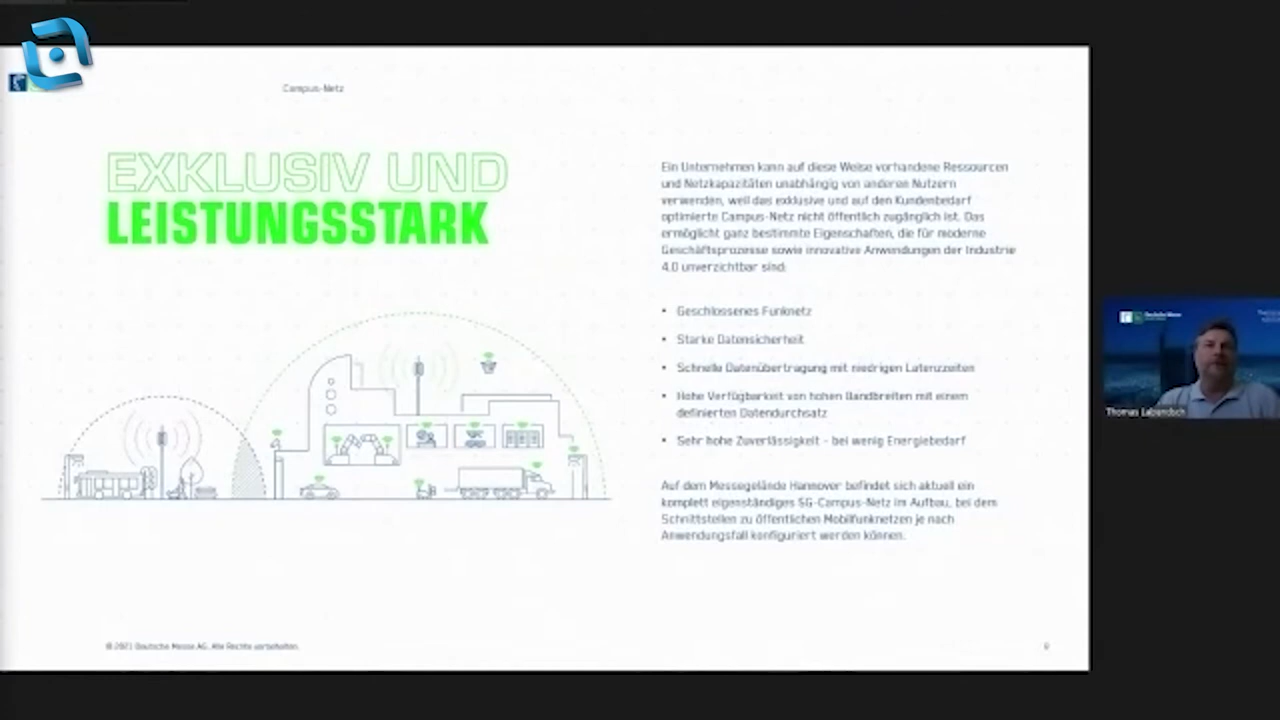 Campus-Netz
EXKLUSIV UND
LEISTUNGSSTARK
Ein Unternehmen kann auf diese Weise vorhandene Ressourcen
und Netzkapazitäten unabhängig von anderen Nutzern
verwenden, weil das exklusive und auf den Kundenbedarf
optimierte Campus-Netz nicht öffentlich zugänglich ist. Das
ermöglicht ganz bestimmte Eigenschaften, die für moderne
Geschäftsprozesse sowie innovative Anwendungen der Industrie
4.0 unverzichtbar sind:
• Geschlossenes Funknetz
• Starke Datensicherheit
• Schnelle Datenübertragung mit niedrigen Latenzzeiten
• Hohe Verfügbarkeit von hohen Bandbreiten mit einem
definierten Datendurchsatz
• Sehr hohe Zuverlässigkeit - bei wenig Energiebedarf
Auf dem Messegelände Hannover befindet sich aktuell ein
komplett eigenständiges 5G-Campus-Netz im Aufbau, bei dem
Schnittstellen zu öffentlichen Mobilfunknetzen je nach
Anwendungsfall konfiguriert werden können.
© 2021 Deutsche Messe AG. Alle Rechte vorbehalten.
Deutsche Messe
Thomas